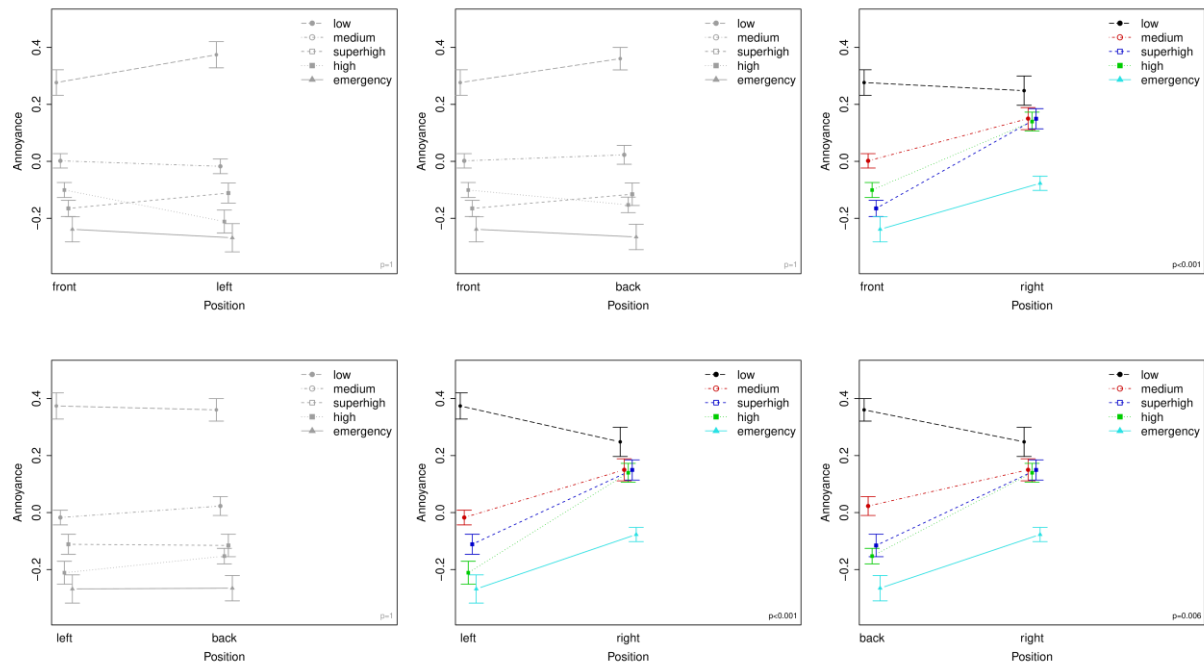 low
medium
superhigh
high
emergency
Annoyance
0.4
0.2
0.0
−0.2
p=1
front left
Position
low
medium
superhigh
high
emergency
Annoyance
0.4
0.2
0.0
−0.2
p=1
front back
Position
low
medium
superhigh
high
emergency
Annoyance
0.4
0.2
0.0
−0.2
p<0.001
front right
Position
low
medium
superhigh
high
emergency
Annoyance
0.4
0.2
0.0
−0.2
p=1
left back
Position
low
medium
superhigh
high
emergency
Annoyance
0.4
0.2
0.0
−0.2
p<0.001
left right
Position
low
medium
superhigh
high
emergency
Annoyance
0.4
0.2
0.0
−0.2
p=0.006
back right
Position